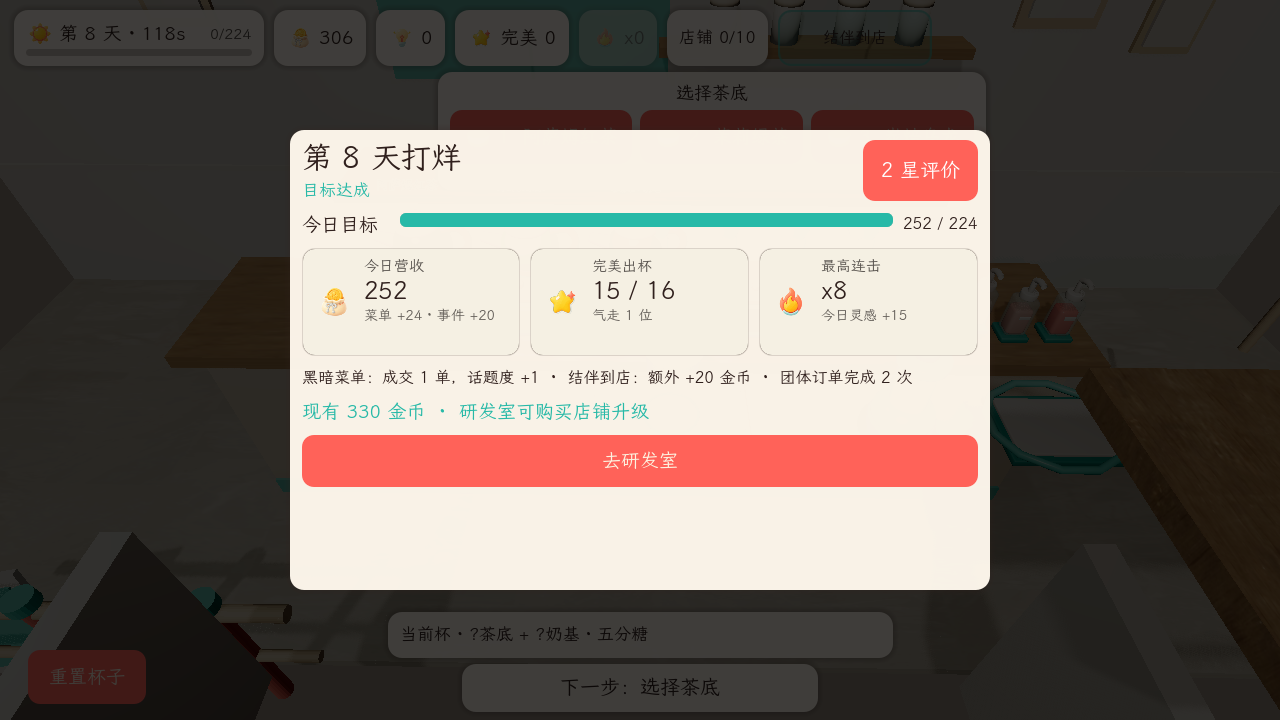 第 8 天·118s 0/224
306
0
完美 0
x0
店铺 0/10
结伴到店
选择茶底
第 8 天打烊
2 星评价
目标达成
今日目标
252 / 224
今日营收
252
菜单 +24·事件 +20
完美出杯
15 / 16
气走 1 位
最高连击
x8
今日灵感 +15
黑暗菜单: 成交 1 单, 话题度 +1 · 结伴到店: 额外 +20 金币 · 团体订单完成 2 次
现有 330 金币 · 研发室可购买店铺升级
去研发室
当前杯·?茶底 + ?奶基·五分糖
重置杯子
下一步: 选择茶底